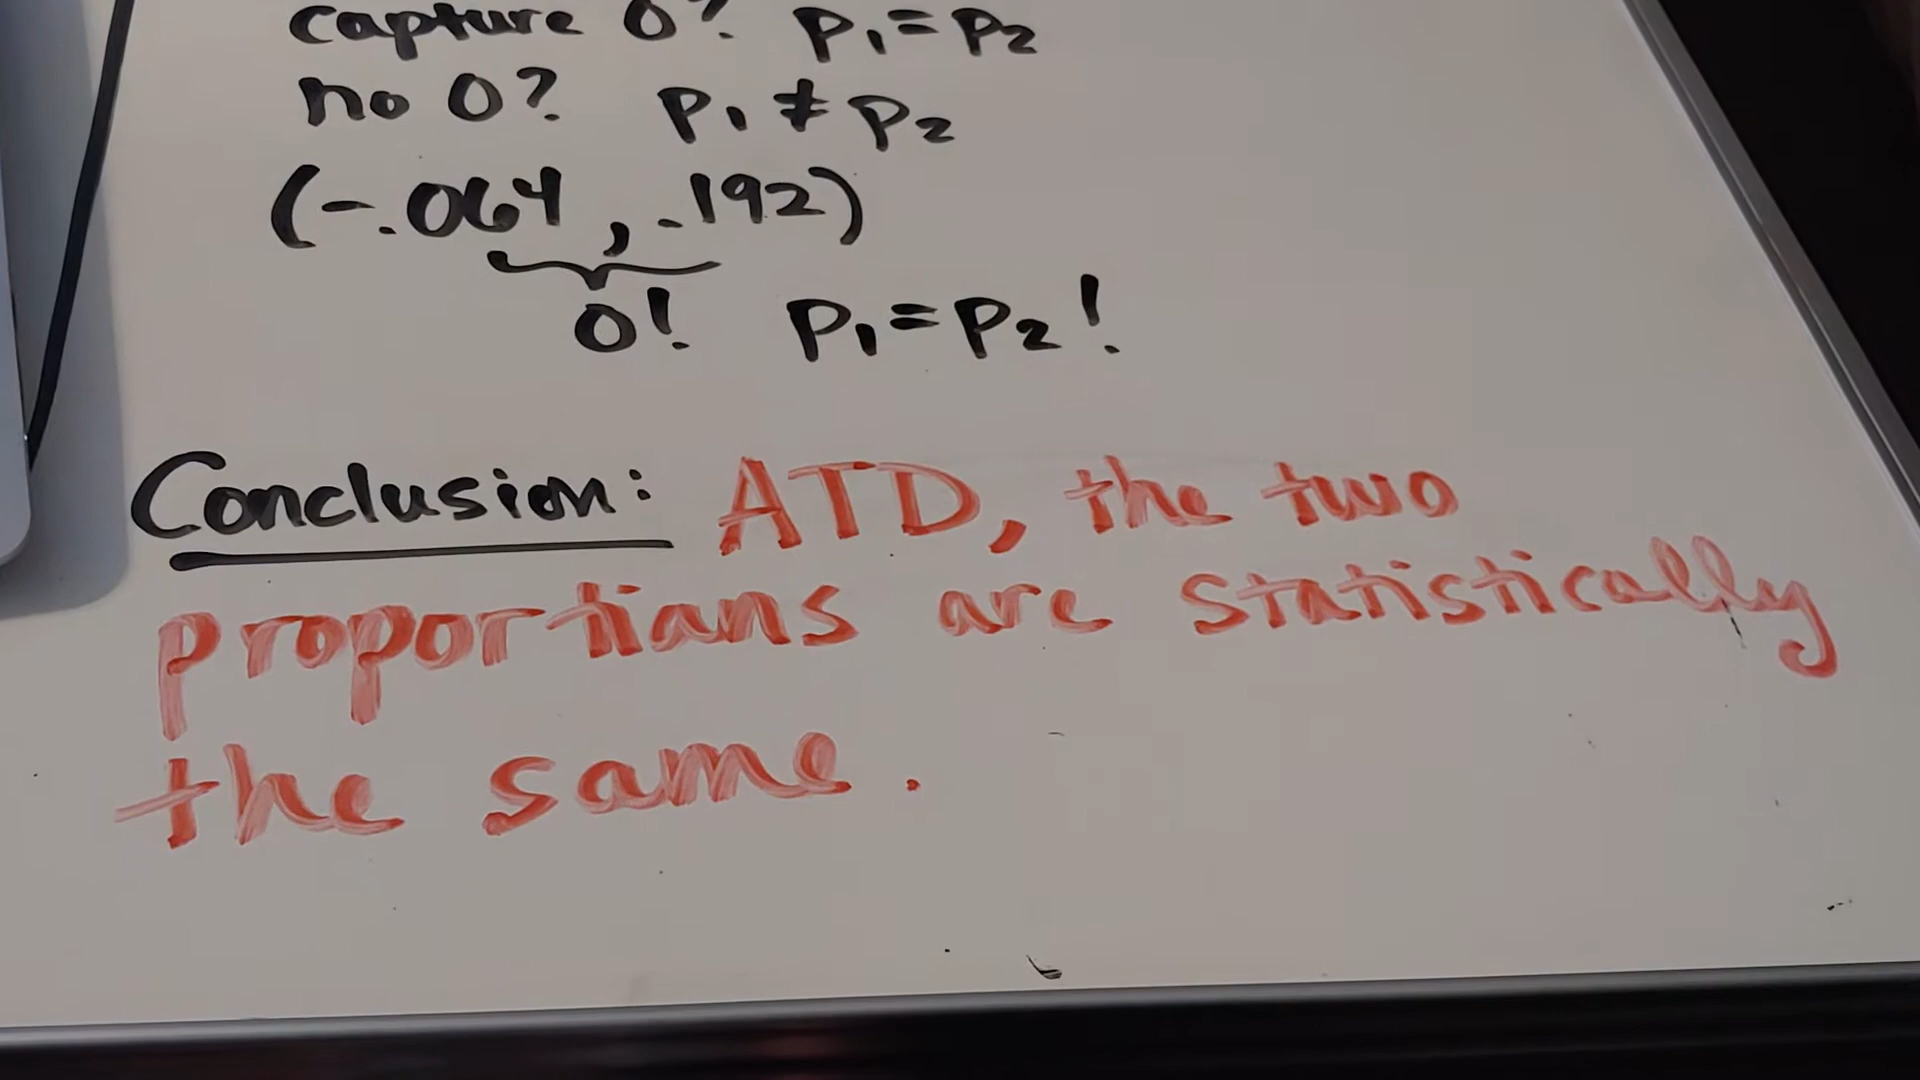 capture 0? p₁=p₂
no 0? p₁≠p₂
(-.064, .192)
0! p₁=p₂!
Conclusion: ATD, the two
proportians are statistically
the same.